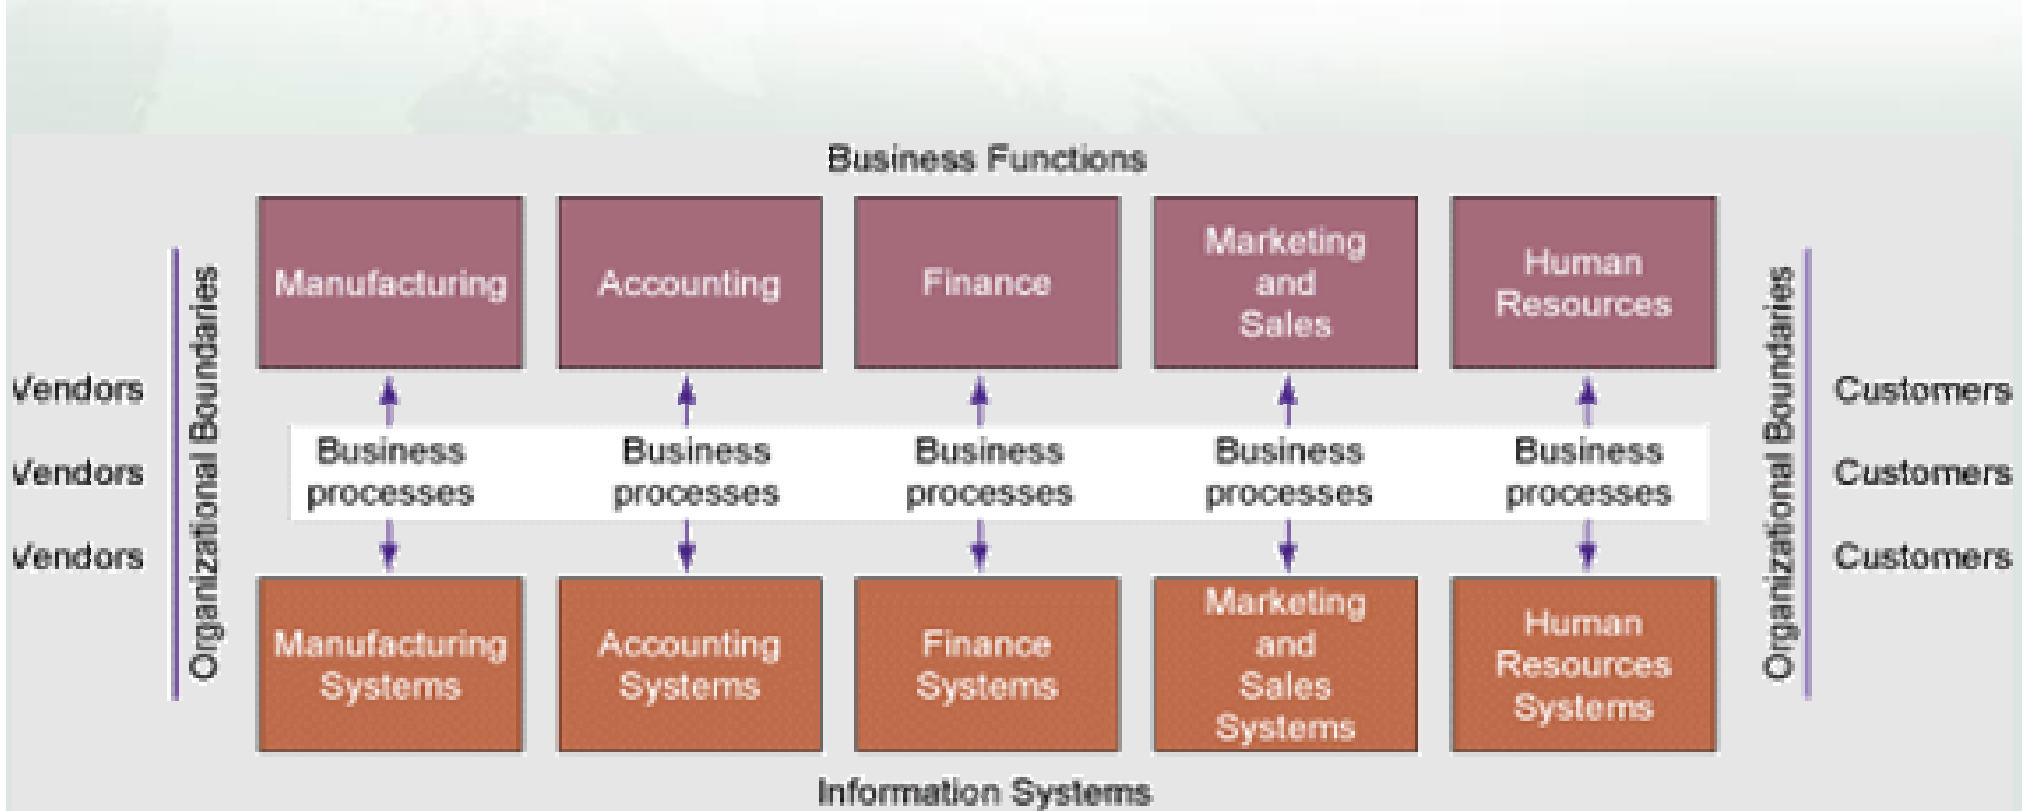 Business Functions
Manufacturing
Accounting
Finance
Marketing
and
Sales
Human
Resources
Vendors
Vendors
Vendors
Organizational Boundaries
Business
processes
Business
processes
Business
processes
Business
processes
Business
processes
Organizational Boundaries
Customers
Customers
Customers
Manufacturing
Systems
Accounting
Systems
Finance
Systems
Marketing
and
Sales
Systems
Human
Resources
Systems
Information Systems